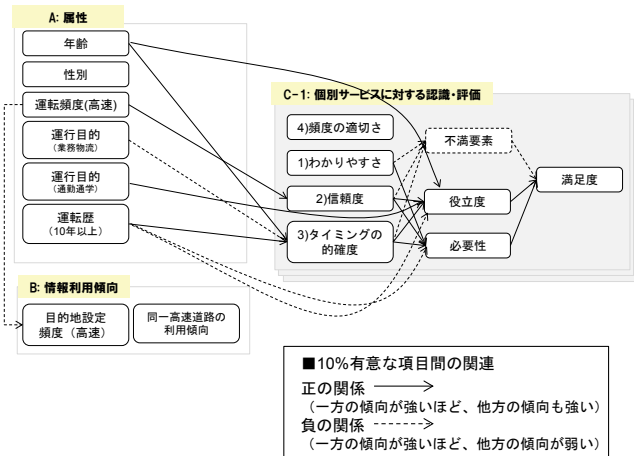 A: 属性
年齢
性別
運転頻度(高速)
運行目的
(業務物流)
運行目的
(通勤通学)
運転歴
(10年以上)
B: 情報利用傾向
目的地設定
頻度（高速）
同一高速道路の
利用傾向
C-1: 個別サービスに対する認識・評価
4)頻度の適切さ
1)わかりやすさ
2)信頼度
3)タイミングの
的確度
不満要素
役立度
必要性
満足度
■10%有意な項目間の関連
正の関係
（一方の傾向が強いほど、他方の傾向も強い）
負の関係
（一方の傾向が強いほど、他方の傾向が弱い）